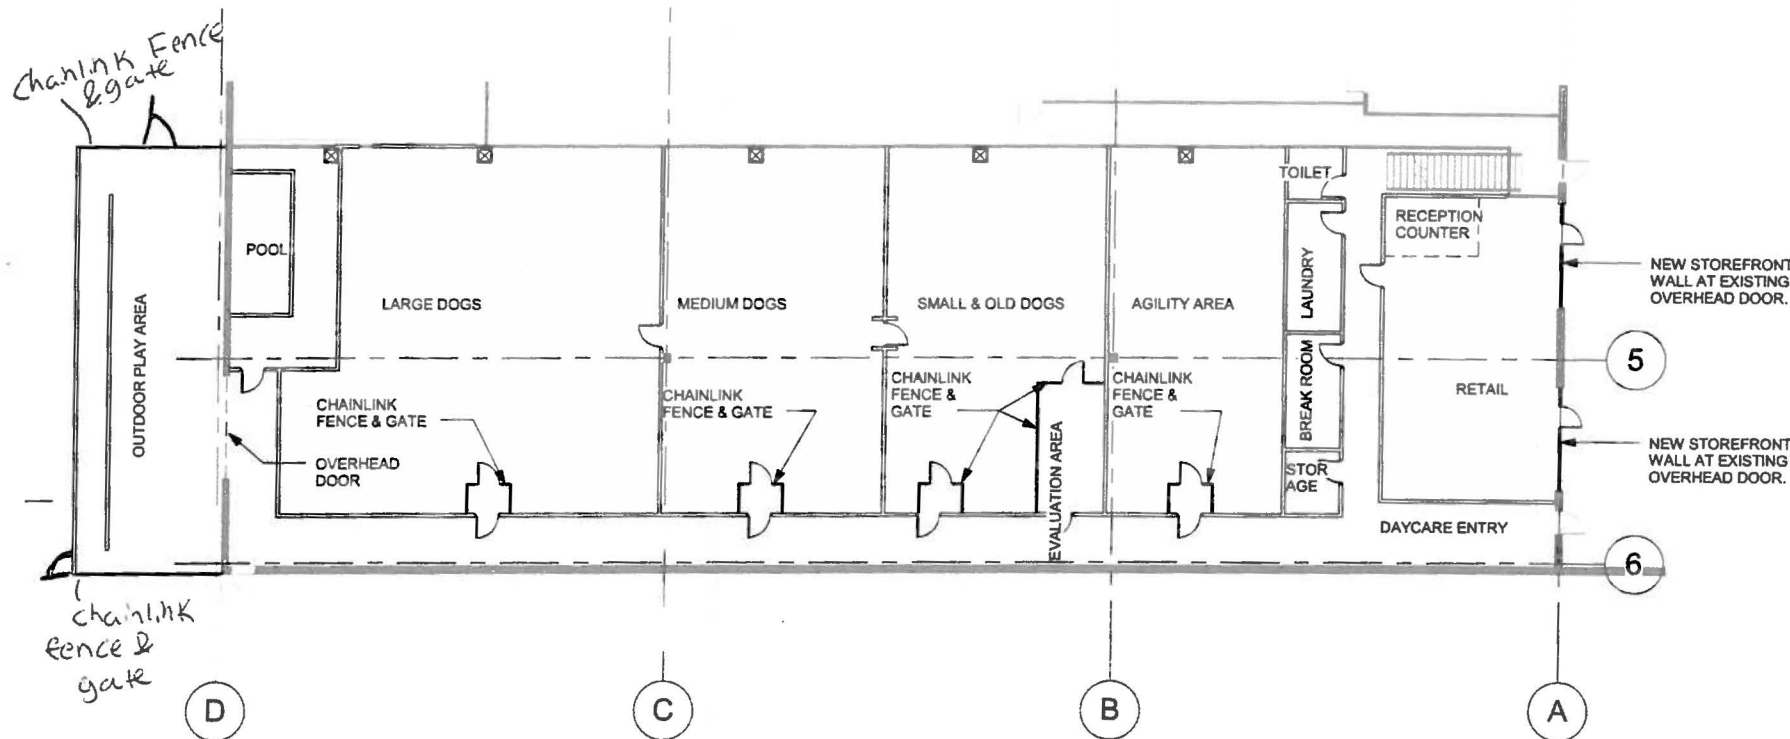 Chainlink Fence
& gate
TOILET
RECEPTION
COUNTER
POOL
LAUNDRY
NEW STOREFRONT
WALL AT EXISTING
OVERHEAD DOOR.
OUTDOOR PLAY AREA
LARGE DOGS
MEDIUM DOGS
SMALL & OLD DOGS
AGILITY AREA
5
CHAINLINK
FENCE & GATE
CHAINLINK
FENCE & GATE
CHAINLINK
FENCE &
GATE
CHAINLINK
FENCE &
GATE
BREAK ROOM
RETAIL
OVERHEAD
DOOR
EVALUATION AREA
STOR
AGE
NEW STOREFRONT
WALL AT EXISTING
OVERHEAD DOOR.
DAYCARE ENTRY
6
Chainlink
fence &
gate
D
C
B
A